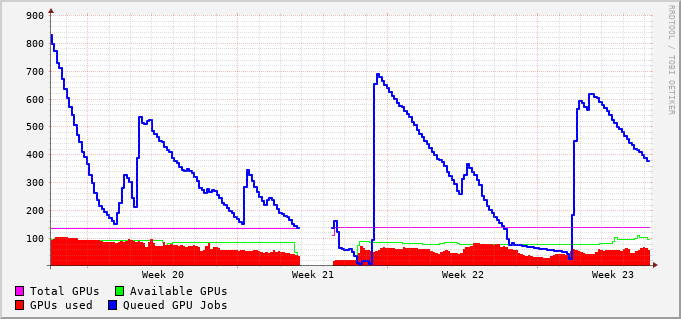 900
800
700
600
500
400
300
200
100
Week 20 Week 21 Week 22 Week 23
Total GPUs Available GPUs
GPUs used Queued GPU Jobs
RRDTOOL / TOBI OETIKER